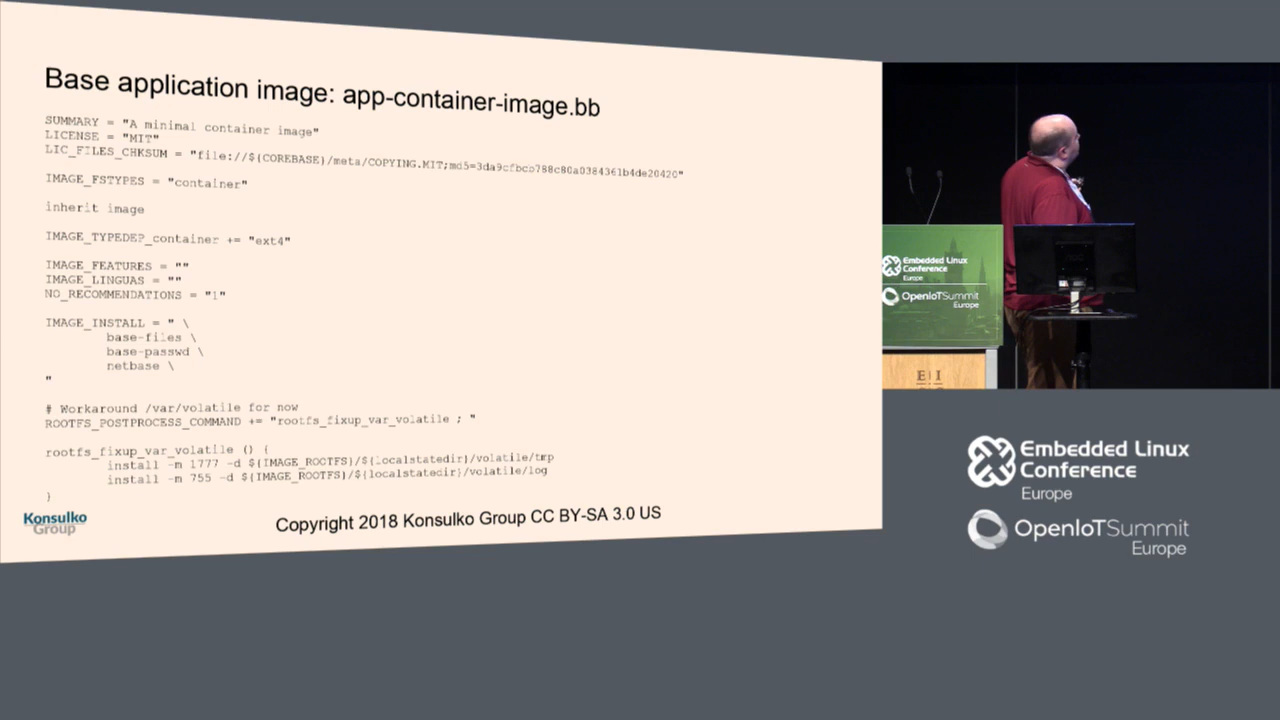 Base application image: app-container-image.bb
SUMMARY = "A minimal container image"
LICENSE = "MIT"
LIC_FILES_CHKSUM = "file://${COREBASE}/meta/COPYING.MIT;md5=3da9cfbcb788c80a0384361b4de20420"
IMAGE_FSTYPES = "container"
inherit image
IMAGE_TYPEDEP_container += "ext4"
IMAGE_FEATURES = ""
IMAGE_LINGUAS = ""
NO_RECOMMENDATIONS = "1"
IMAGE_INSTALL = " \
base-files \
base-passwd \
netbase \
"
# Workaround /var/volatile for now
ROOTFS_POSTPROCESS_COMMAND += "rootfs_fixup_var_volatile ; "
rootfs_fixup_var_volatile () {
install -m 1777 -d ${IMAGE_ROOTFS}/${localstatedir}/volatile/tmp
install -m 755 -d ${IMAGE_ROOTFS}/${localstatedir}/volatile/log
}
Konsulko
Group
Copyright 2018 Konsulko Group CC BY-SA 3.0 US
Embedded Linux
Conference
Europe
OpenIoTSummit
Europe
Embedded Linux
Conference
Europe
OpenIoTSummit
Europe